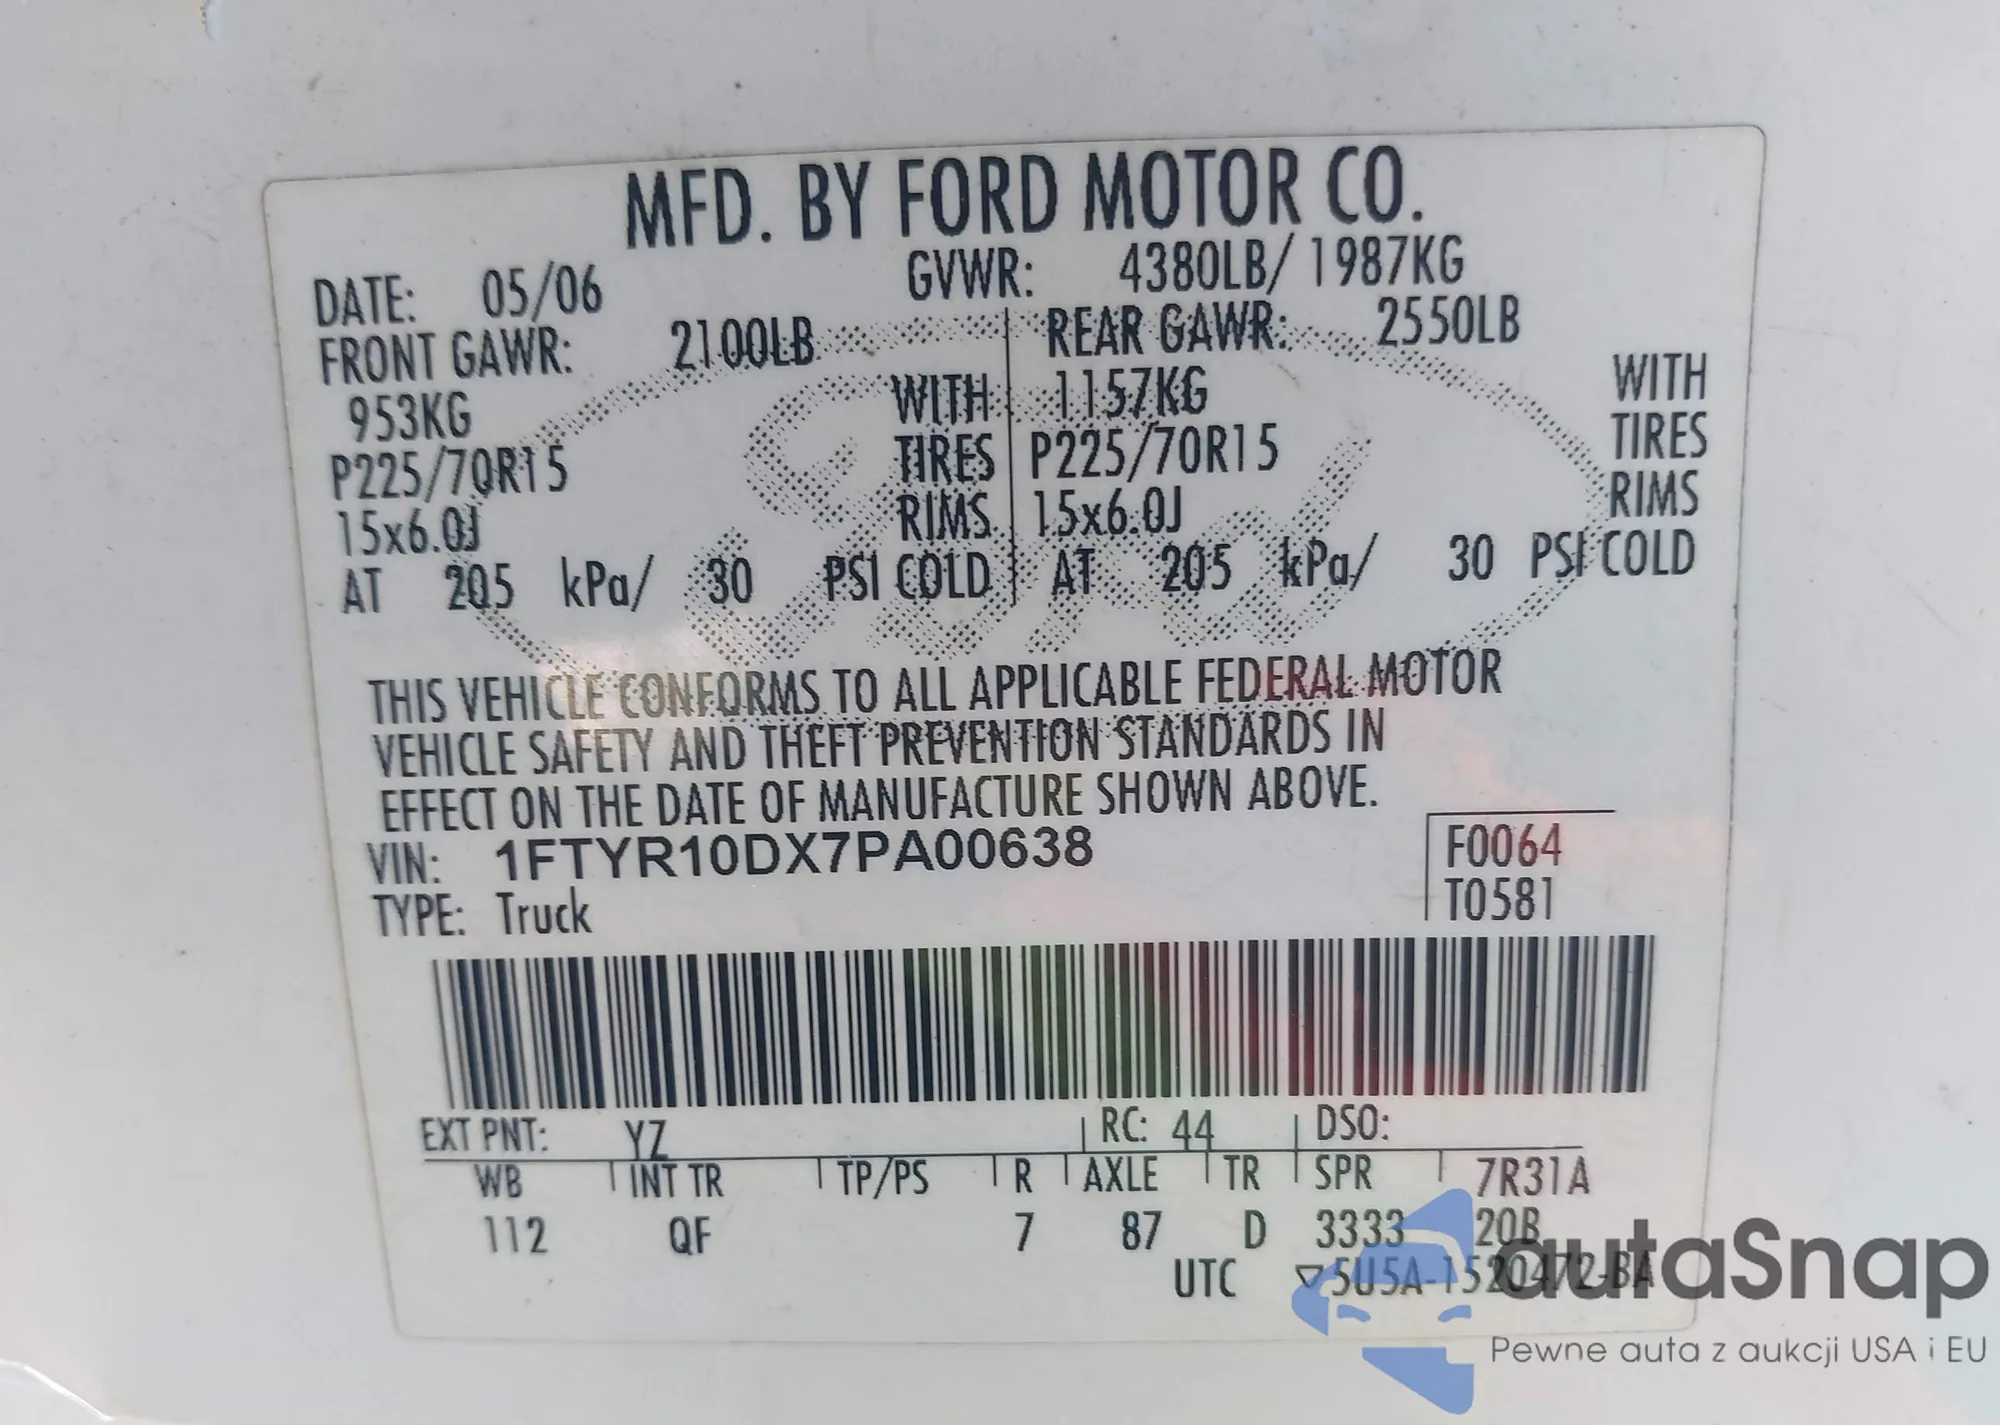 MFD. BY FORD MOTOR CO.
DATE: 05/06 GVWR: 4380LB/ 1987KG
FRONT GAWR: 2100LB REAR GAWR: 2550LB
953KG WITH 1157KG WITH
P225/70R15 TIRES P225/70R15 TIRES
15x6.0J RIMS 15x6.0J RIMS
AT 205 kPa/ 30 PSI COLD AT 205 kPa/ 30 PSI COLD
THIS VEHICLE CONFORMS TO ALL APPLICABLE FEDERAL MOTOR
VEHICLE SAFETY AND THEFT PREVENTION STANDARDS IN
EFFECT ON THE DATE OF MANUFACTURE SHOWN ABOVE.
VIN: 1FTYR10DX7PA00638 F0064
TYPE: Truck T0581
EXT PNT: YZ RC: 44 DSO:
WB INT TR TP/PS R AXLE TR SPR 7R31A
112 QF 7 87 D 3333 20B
UTC ▽5U5A-1520472-BA
autaSnap
Pewne auta z aukcji USA i EU
Ford